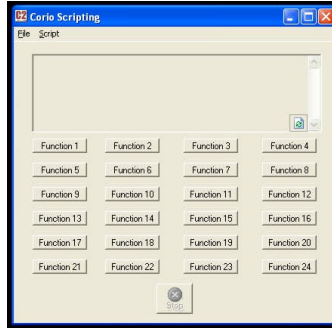 C2 Corio Scripting
File Script
Function 1 Function 2 Function 3 Function 4
Function 5 Function 6 Function 7 Function 8
Function 9 Function 10 Function 11 Function 12
Function 13 Function 14 Function 15 Function 16
Function 17 Function 18 Function 19 Function 20
Function 21 Function 22 Function 23 Function 24
Stop